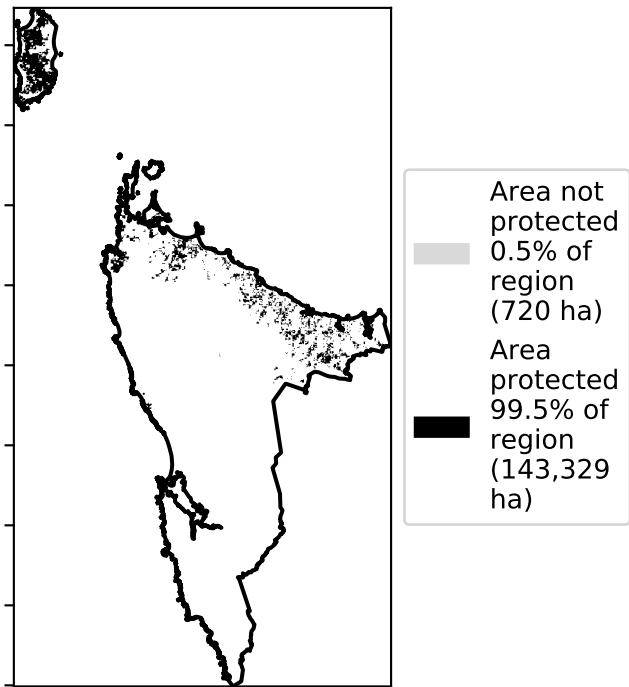 Area not
protected
0.5% of
region
(720 ha)
Area
protected
99.5% of
region
(143,329
ha)